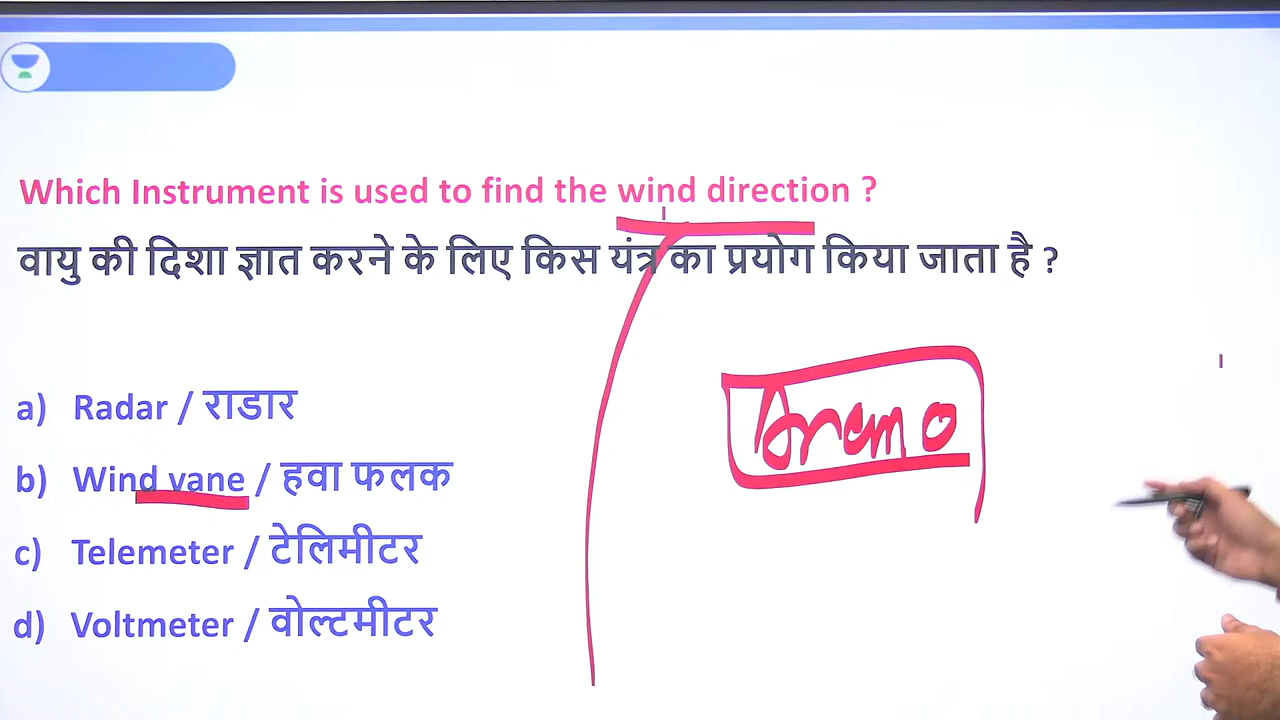 Which Instrument is used to find the wind direction ?
वायु की दिशा ज्ञात करने के लिए किस यंत्र का प्रयोग किया जाता है ?
a) Radar / राडार
b) Wind vane / हवा फलक
c) Telemeter / टेलिमीटर
d) Voltmeter / वोल्टमीटर